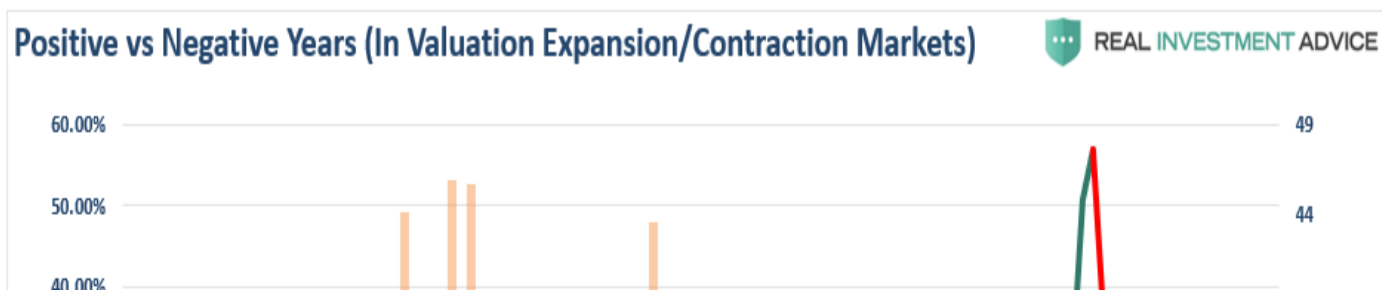 Positive vs Negative Years (In Valuation Expansion/Contraction Markets)
REAL INVESTMENT ADVICE
60.00%
49
50.00%
44
40.00%